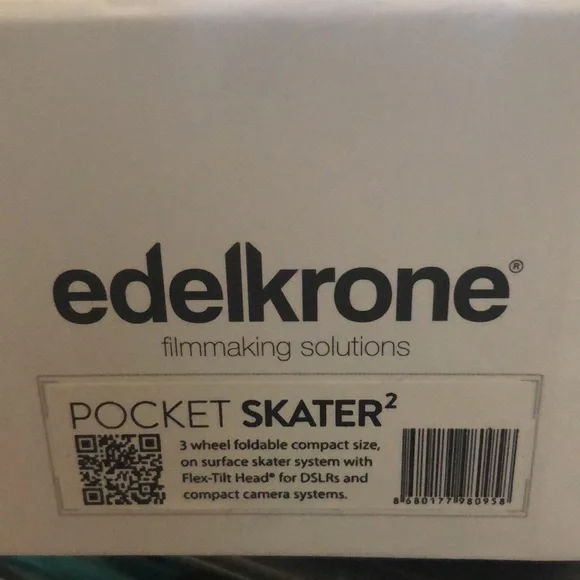 edelkrone®
filmmaking solutions
POCKET SKATER²
3 wheel foldable compact size,
on surface skater system with
Flex-Tilt Head® for DSLRs and
compact camera systems.
8 680177 980958